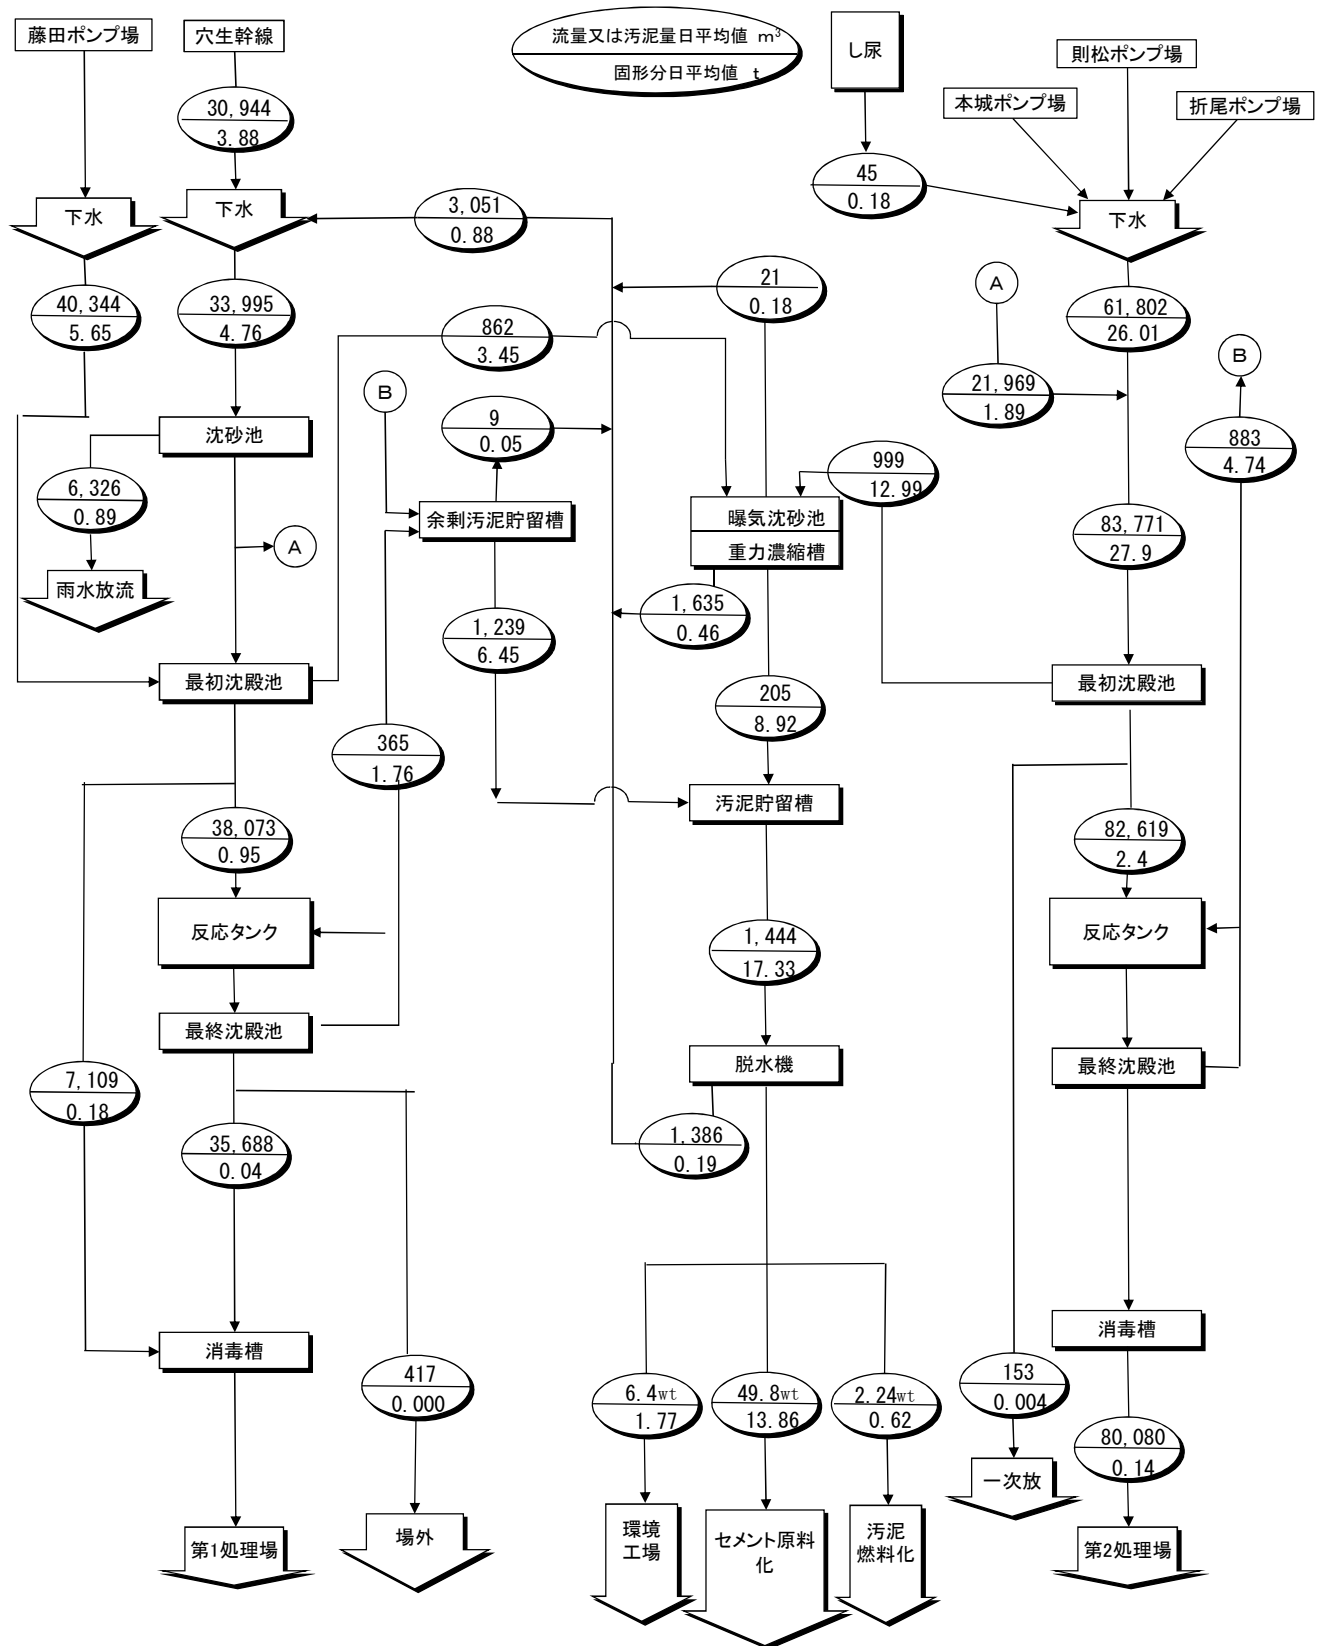 藤田ポンプ場
穴生幹線
流量又は汚泥量日平均値 m³
固形分日平均値 t
し尿
則松ポンプ場
本城ポンプ場
折尾ポンプ場
30,944
3.88
45
0.18
下水
下水
3,051
0.88
下水
40,344
5.65
33,995
4.76
21
0.18
A
61,802
26.01
862
3.45
B
B
21,969
1.89
9
0.05
沈砂池
883
4.74
6,326
0.89
999
12.99
余剰汚泥貯留槽
曝気沈砂池
重力濃縮槽
83,771
27.9
A
雨水放流
1,635
0.46
1,239
6.45
最初沈殿池
最初沈殿池
205
8.92
365
1.76
汚泥貯留槽
38,073
0.95
82,619
2.4
反応タンク
反応タンク
1,444
17.33
最終沈殿池
脱水機
最終沈殿池
7,109
0.18
35,688
0.04
1,386
0.19
消毒槽
消毒槽
417
0.000
6.4wt
1.77
49.8wt
13.86
2.24wt
0.62
153
0.004
80,080
0.14
一次放
第1処理場
場外
環境
工場
セメント原料
化
汚泥
燃料化
第2処理場